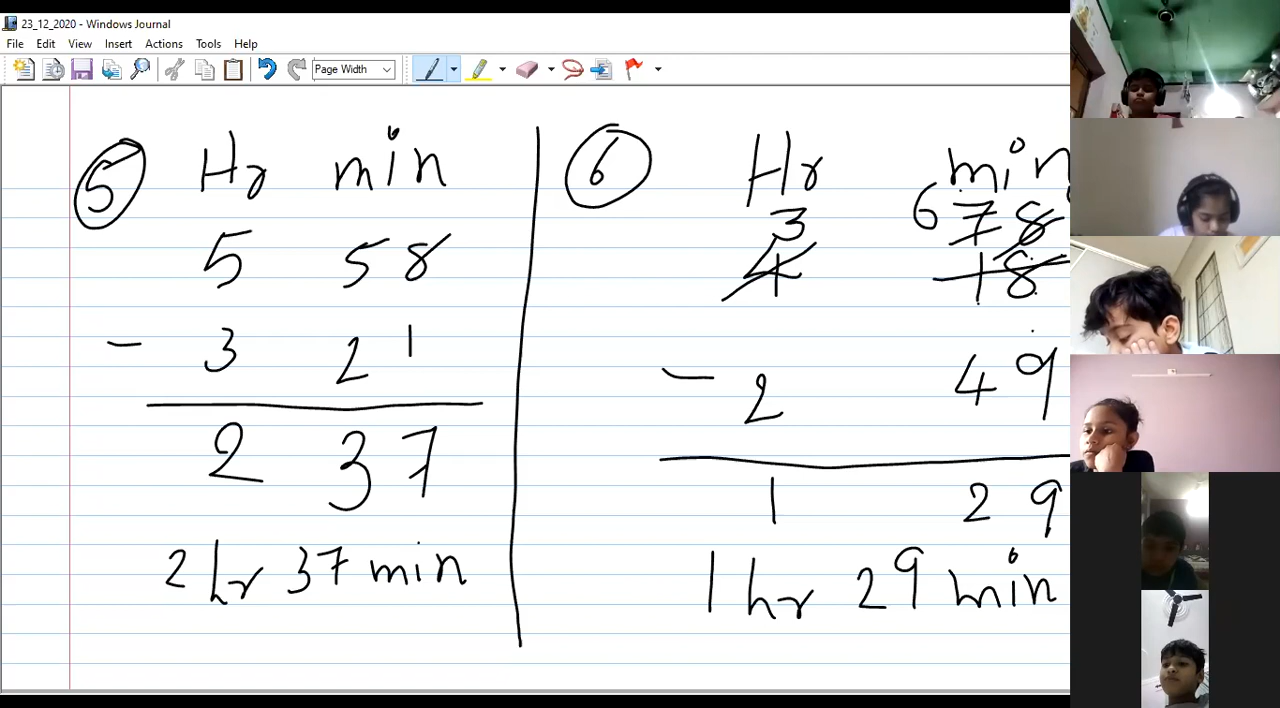 23_12_2020 - Windows Journal
File Edit View Insert Actions Tools Help
Page Width
5 Hr min
5 58
- 3 21
2 37
2 hr 37 min
6 Hr min
3 6 78
4 18
- 2 49
1 29
1 hr 29 min